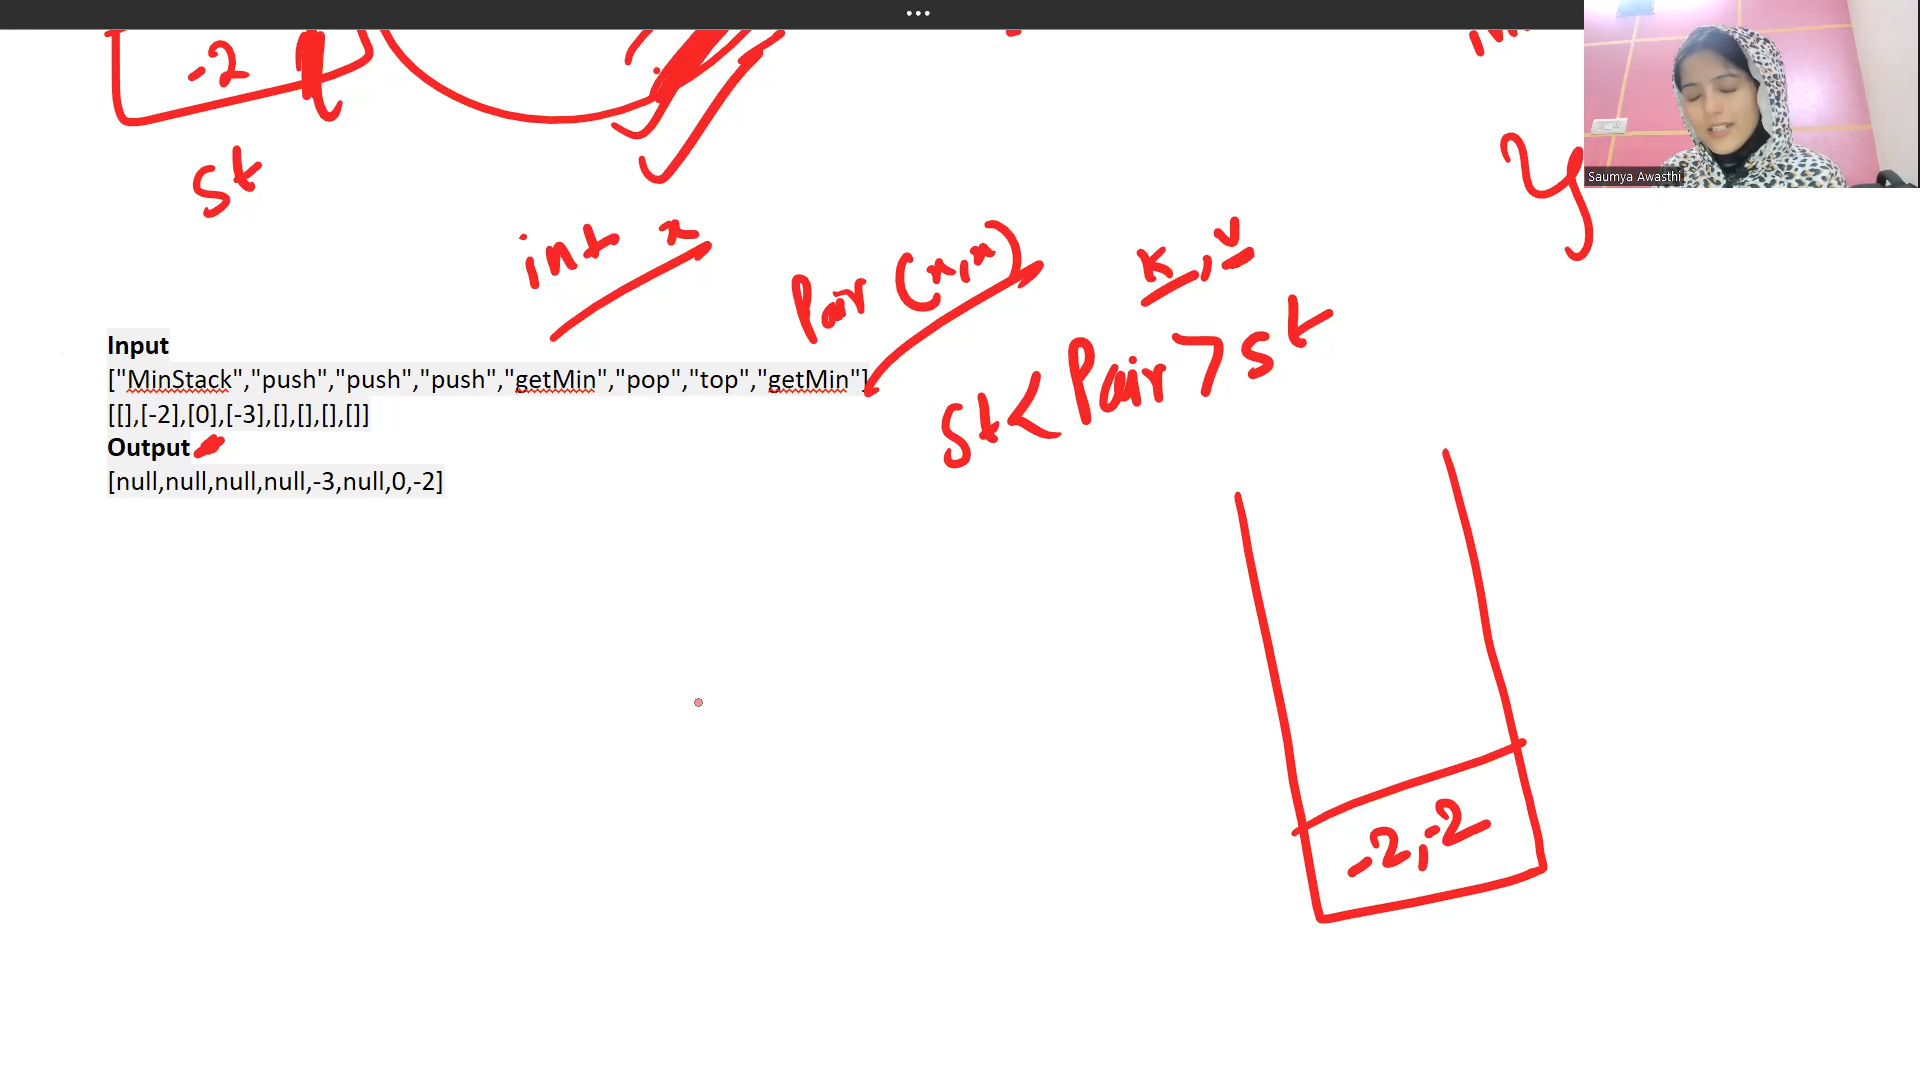 -2
st
int x
Pair (x,x)
K, V
st<Pair>st
Input
["MinStack","push","push","push","getMin","pop","top","getMin"]
[[],[-2],[0],[-3],[],[],[],[]]
Output
[null,null,null,null,-3,null,0,-2]
-2,-2
Saumya Awasthi